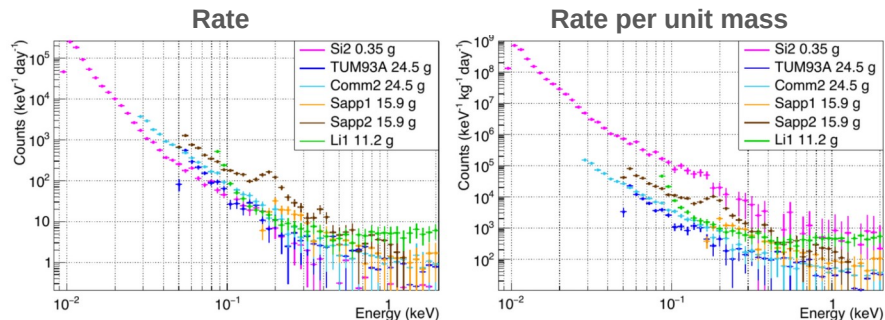 Rate
Counts (keV⁻¹ day⁻¹)
10⁵
10⁴
10³
10²
10
1
Si2 0.35 g
TUM93A 24.5 g
Comm2 24.5 g
Sapp1 15.9 g
Sapp2 15.9 g
Li1 11.2 g
10⁻² 10⁻¹ 1
Energy (keV)
Rate per unit mass
Counts (keV⁻¹ kg⁻¹ day⁻¹)
10⁹
10⁸
10⁷
10⁶
10⁵
10⁴
10³
10²
Si2 0.35 g
TUM93A 24.5 g
Comm2 24.5 g
Sapp1 15.9 g
Sapp2 15.9 g
Li1 11.2 g
10⁻² 10⁻¹ 1
Energy (keV)